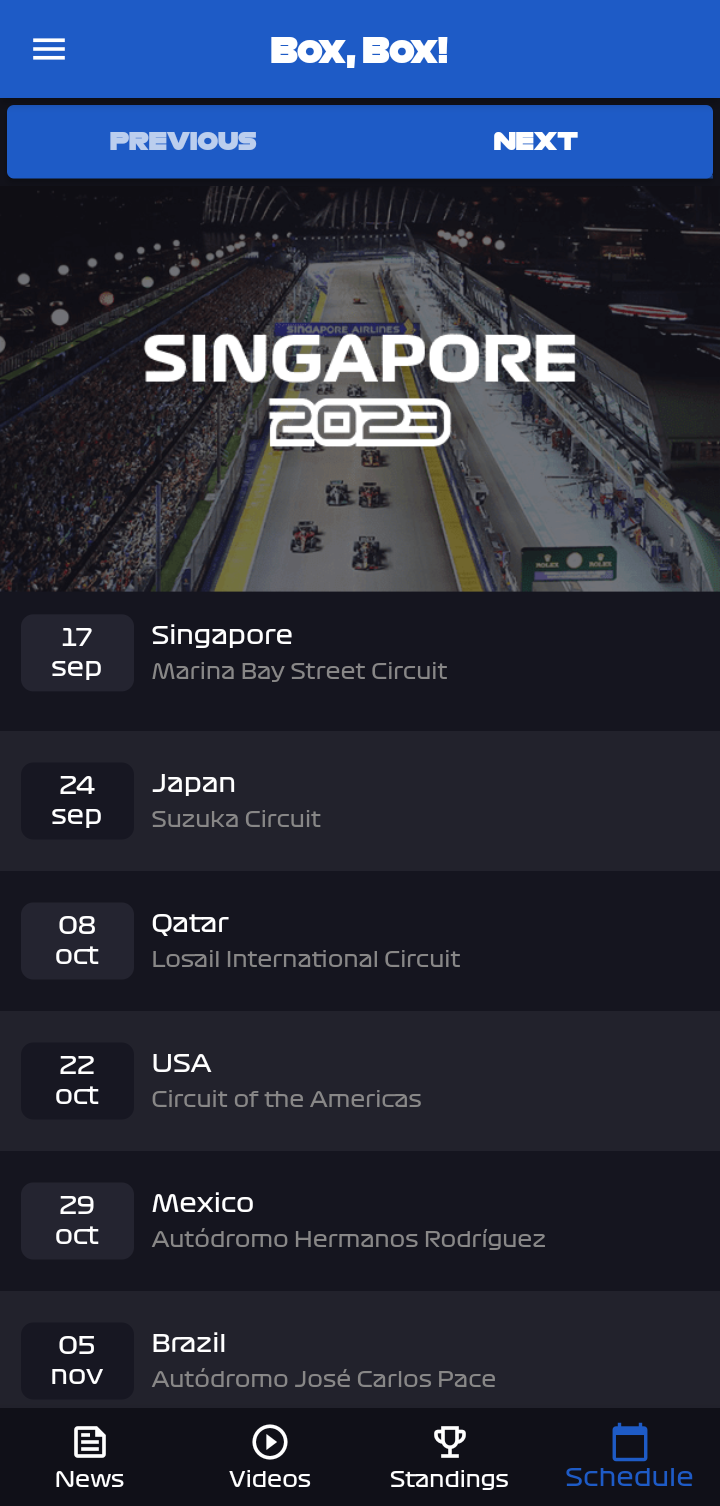 Box, Box!
PREVIOUS NEXT
SINGAPORE AIRLINES
SINGAPORE
2023
ROLEX ROLEX
17
sep
Singapore
Marina Bay Street Circuit
24
sep
Japan
Suzuka Circuit
08
oct
Qatar
Losail International Circuit
22
oct
USA
Circuit of the Americas
29
oct
Mexico
Autódromo Hermanos Rodríguez
05
nov
Brazil
Autódromo José Carlos Pace
News Videos Standings Schedule